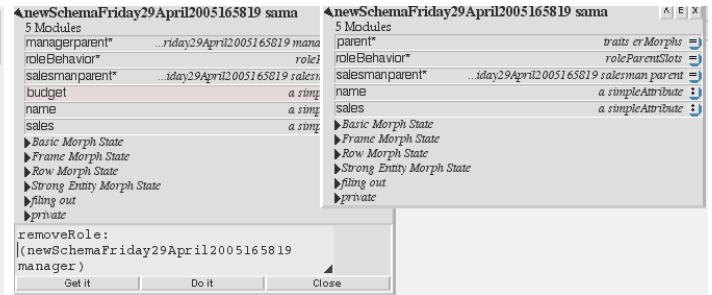 newSchemaFriday29April2005165819 sama
5 Modules
managerparent* ...riday29April2005165819 mana
roleBehavior* roleP
salesmanparent* ...iday29April2005165819 salesm
budget a simp
name a simp
sales a simp
Basic Morph State
Frame Morph State
Row Morph State
Strong Entity Morph State
filing out
private
removeRole:
(newSchemaFriday29April2005165819
manager)
Get it Do it Close
newSchemaFriday29April2005165819 sama
ʌ E X
5 Modules
parent* traits erMorphs =
roleBehavior* roleParentSlots =
salesmanparent* ...iday29April2005165819 salesman parent =
name a simpleAttribute :
sales a simpleAttribute :
Basic Morph State
Frame Morph State
Row Morph State
Strong Entity Morph State
filing out
private